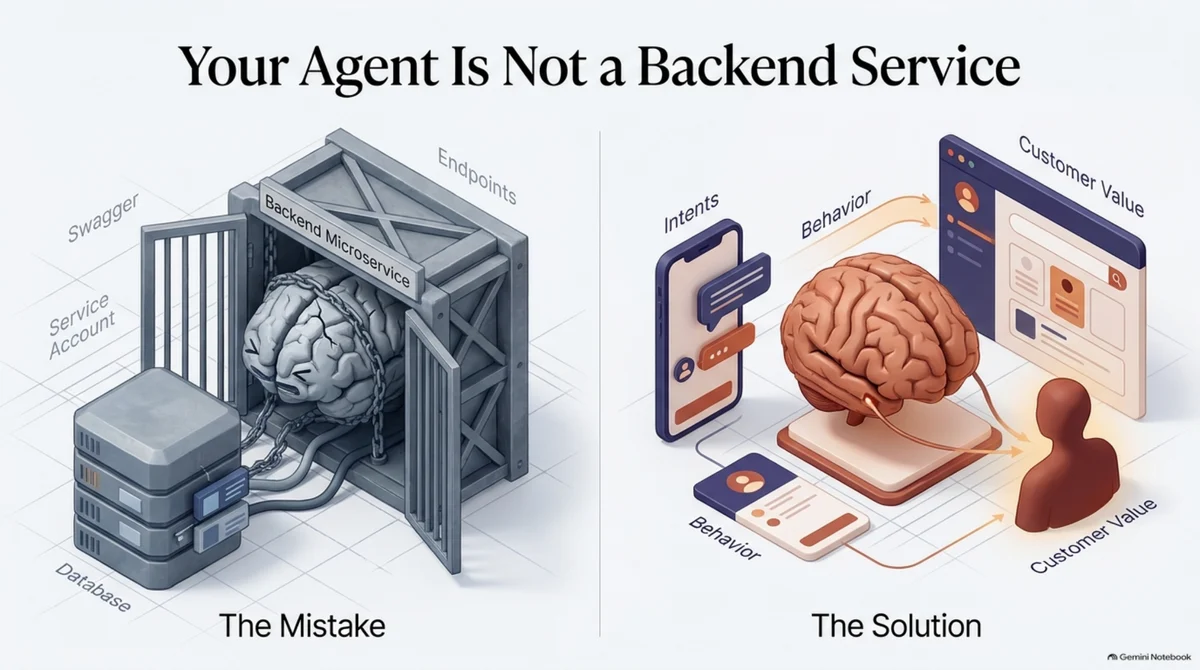 Your Agent Is Not a Backend Service
Swagger
Endpoints
Backend Microservice
Service
Account
Database
The Mistake
Intents
Behavior
Customer Value
Behavior
Customer Value
The Solution
Gemini Notebook